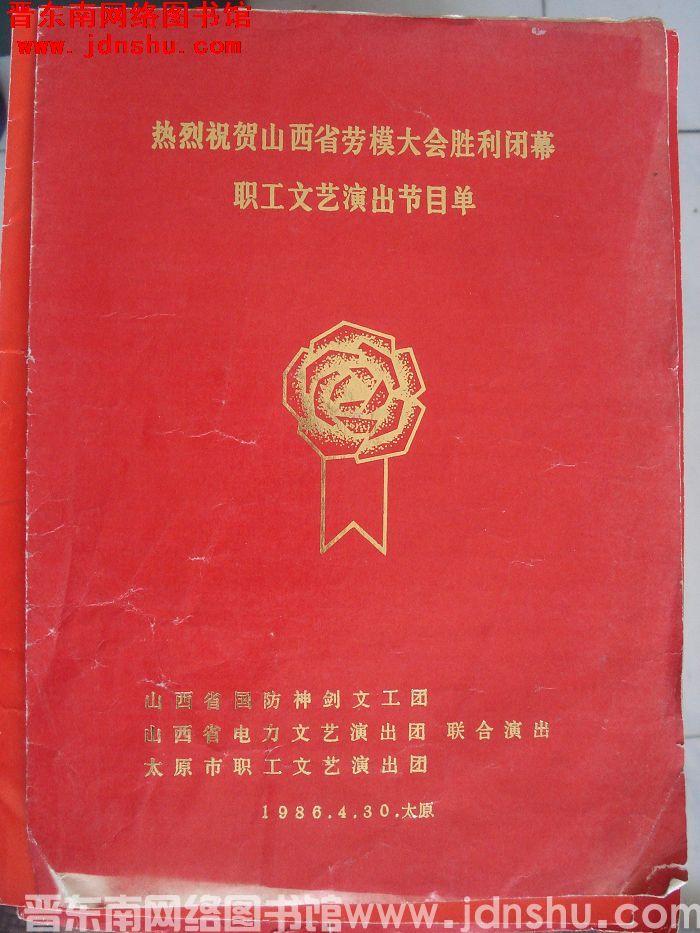 晋东南网络图书馆
www.jdnshu.com
热烈祝贺山西省劳模大会胜利闭幕
职工文艺演出节目单
山西省国防神剑文工团
山西省电力文艺演出团 联合演出
太原市职工文艺演出团
1986.4.30.太原
晋东南网络图书馆www.jdnshu.com